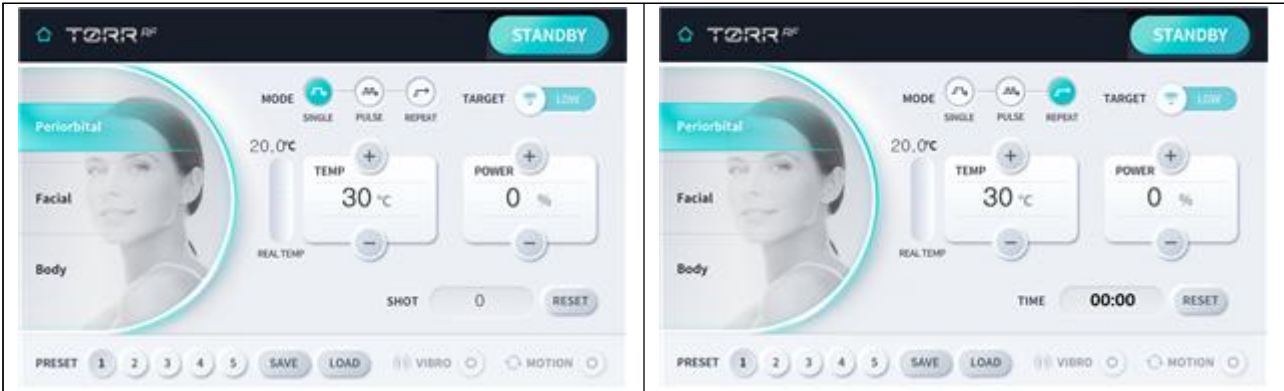 TORR RF STANDBY
MODE SINGLE PULSE REPEAT TARGET LOW
Periorbital
20.0℃
TEMP POWER
Facial
30 ℃ 0 %
REAL TEMP
Body
SHOT 0 RESET
PRESET 1 2 3 4 5 SAVE LOAD VIBRO MOTION
TORR RF STANDBY
MODE SINGLE PULSE REPEAT TARGET LOW
Periorbital
20.0℃
TEMP POWER
Facial
30 ℃ 0 %
REAL TEMP
Body
TIME 00:00 RESET
PRESET 1 2 3 4 5 SAVE LOAD VIBRO MOTION